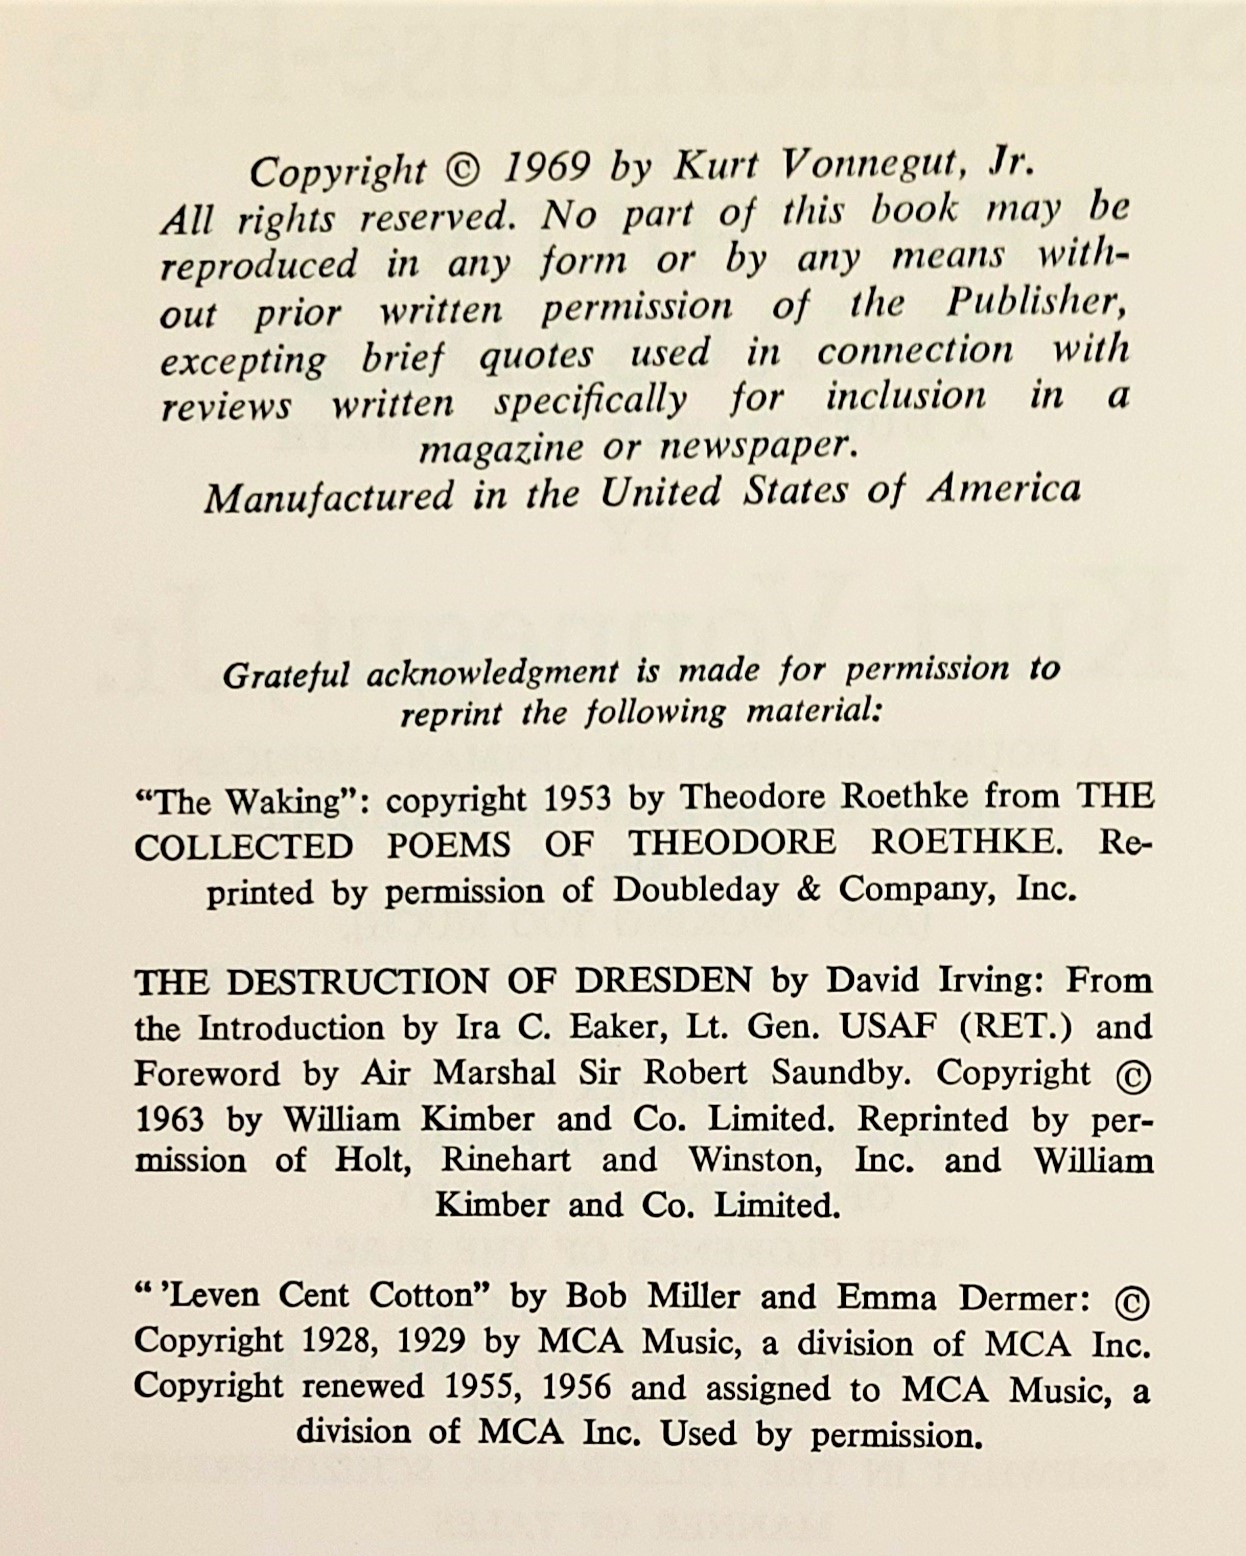 Copyright © 1969 by Kurt Vonnegut, Jr.
All rights reserved. No part of this book may be
reproduced in any form or by any means with-
out prior written permission of the Publisher,
excepting brief quotes used in connection with
reviews written specifically for inclusion in a
magazine or newspaper.
Manufactured in the United States of America
Grateful acknowledgment is made for permission to
reprint the following material:
“The Waking”: copyright 1953 by Theodore Roethke from THE
COLLECTED POEMS OF THEODORE ROETHKE. Re-
printed by permission of Doubleday & Company, Inc.
THE DESTRUCTION OF DRESDEN by David Irving: From
the Introduction by Ira C. Eaker, Lt. Gen. USAF (RET.) and
Foreword by Air Marshal Sir Robert Saundby. Copyright ©
1963 by William Kimber and Co. Limited. Reprinted by per-
mission of Holt, Rinehart and Winston, Inc. and William
Kimber and Co. Limited.
“ ’Leven Cent Cotton” by Bob Miller and Emma Dermer: ©
Copyright 1928, 1929 by MCA Music, a division of MCA Inc.
Copyright renewed 1955, 1956 and assigned to MCA Music, a
division of MCA Inc. Used by permission.